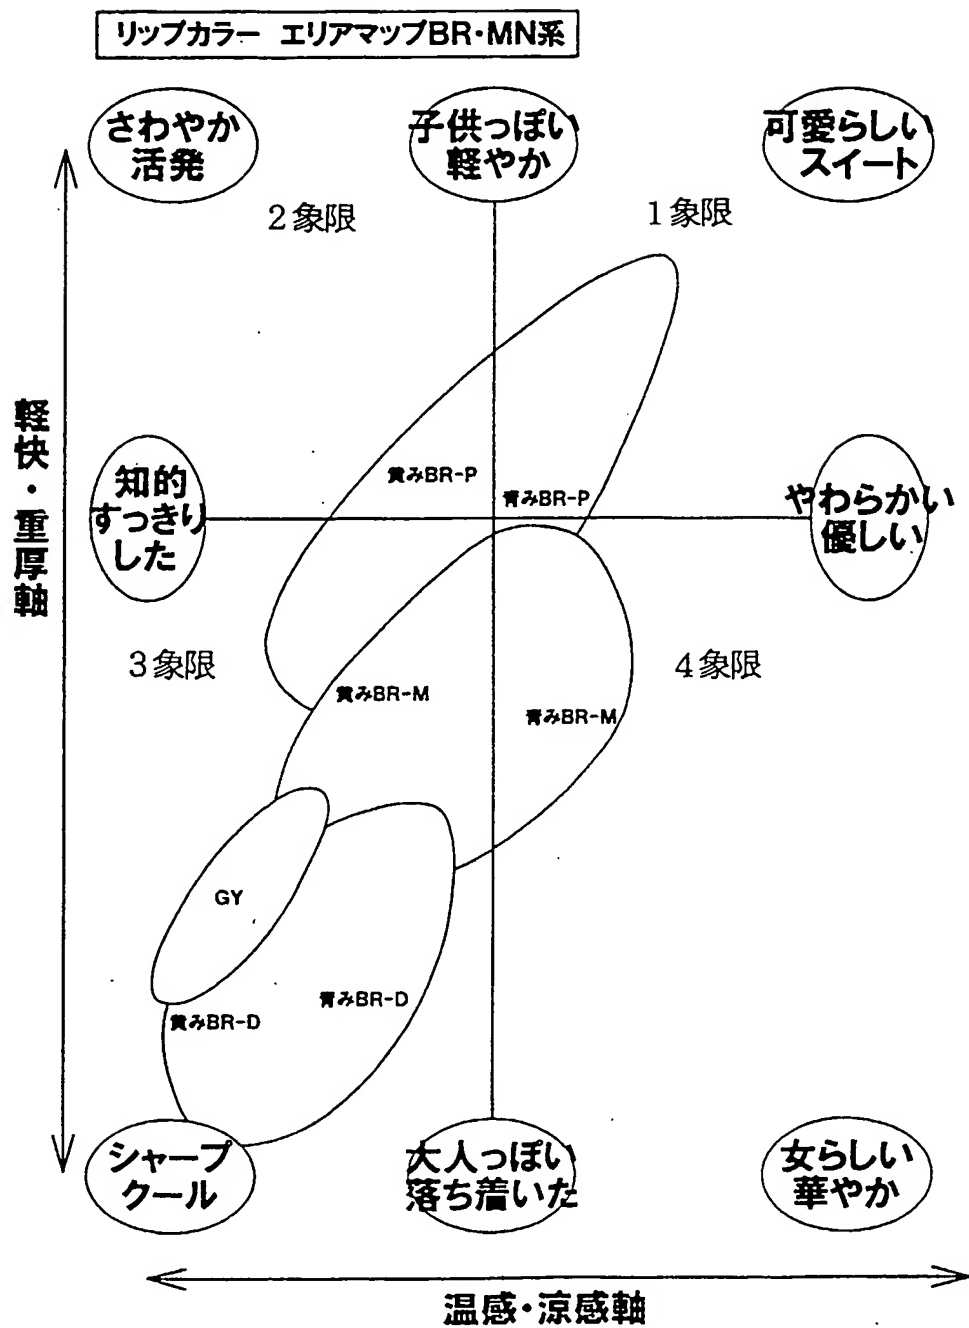 リップカラー エリアマップBR・MN系
さわやか
活発
子供っぽい
軽やか
可愛らしい
スイート
2象限
1象限
軽快・重厚軸
黄みBR-P
青みBR-P
知的
すっきり
した
やわらかい
優しい
3象限
4象限
黄みBR-M
青みBR-M
GY
青みBR-D
黄みBR-D
シャープ
クール
大人っぽい
落ち着いた
女らしい
華やか
温感・涼感軸